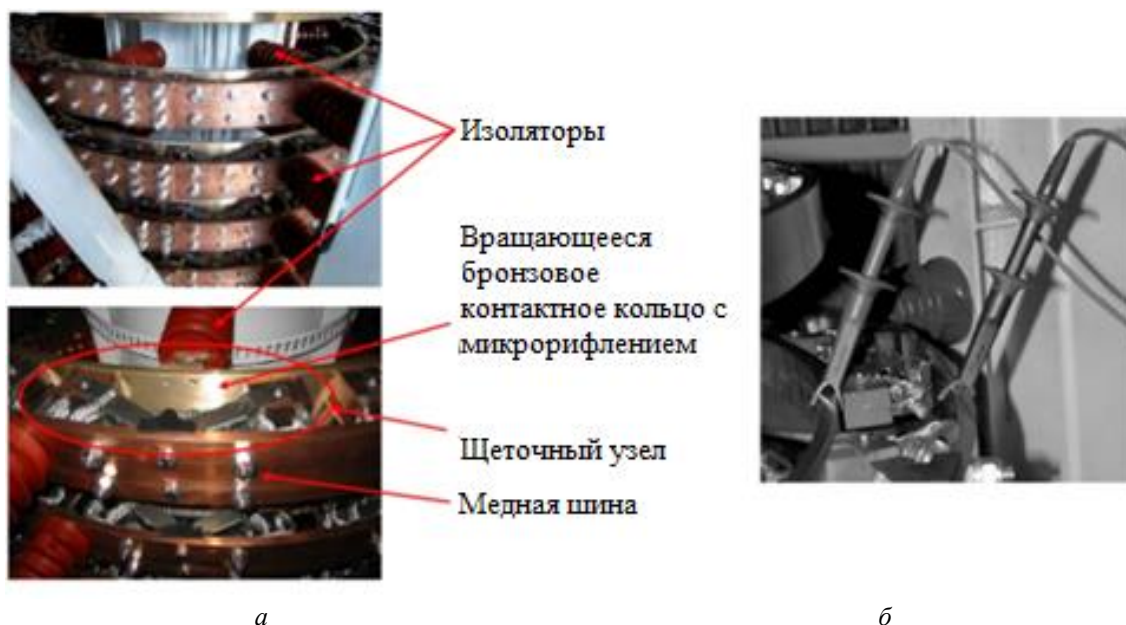 Изоляторы
Вращающееся
бронзовое
контактное кольцо с
микрорифлением
Щеточный узел
Медная шина
а
б